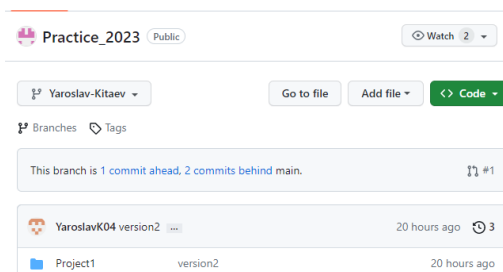 Practice_2023 Public Watch 2
Yaroslav-Kitaev Go to file Add file <> Code
Branches Tags
This branch is 1 commit ahead, 2 commits behind main. #1
YaroslavK04 version2 ... 20 hours ago 3
Project1 version2 20 hours ago